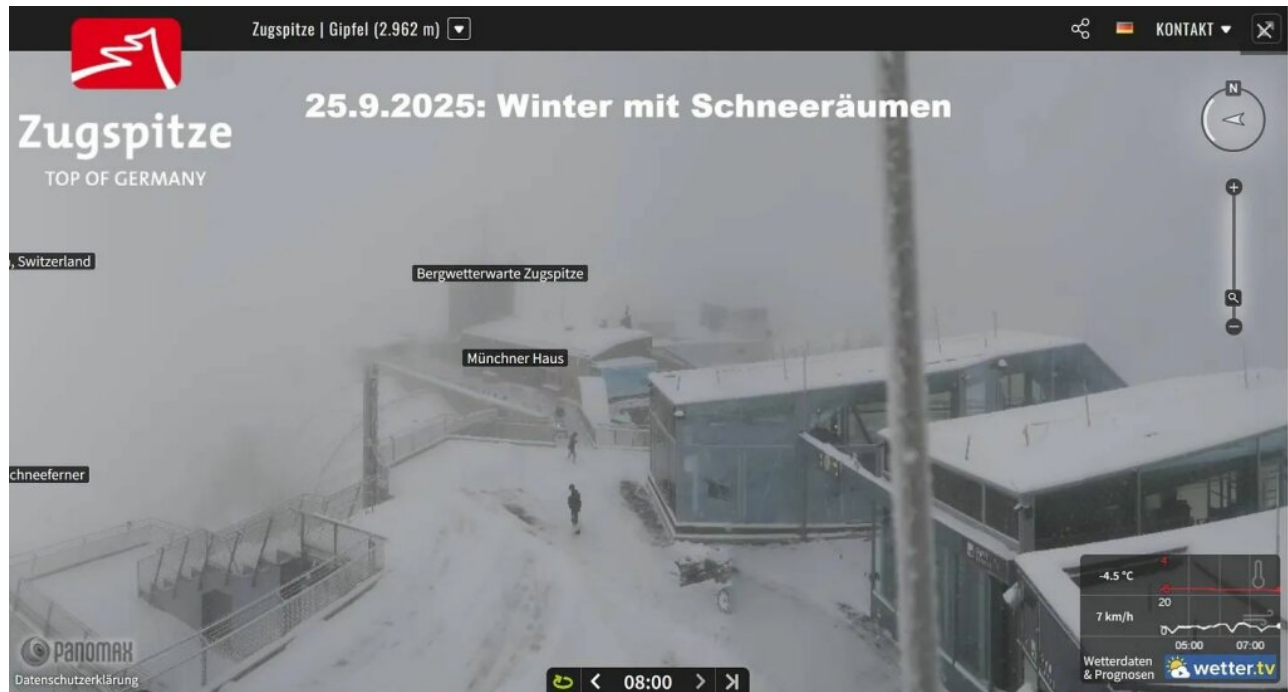 Zugspitze | Gipfel (2.962 m)
KONTAKT
25.9.2025: Winter mit Schneeräumen
N
Zugspitze
TOP OF GERMANY
, Switzerland
Bergwetterwarte Zugspitze
Münchner Haus
chneeferner
-4.5 °C
4
-6
7 km/h
20
0
05:00 07:00
Wetterdaten
& Prognosen
wetter.tv
PANOMAX
Datenschutzerklärung
08:00